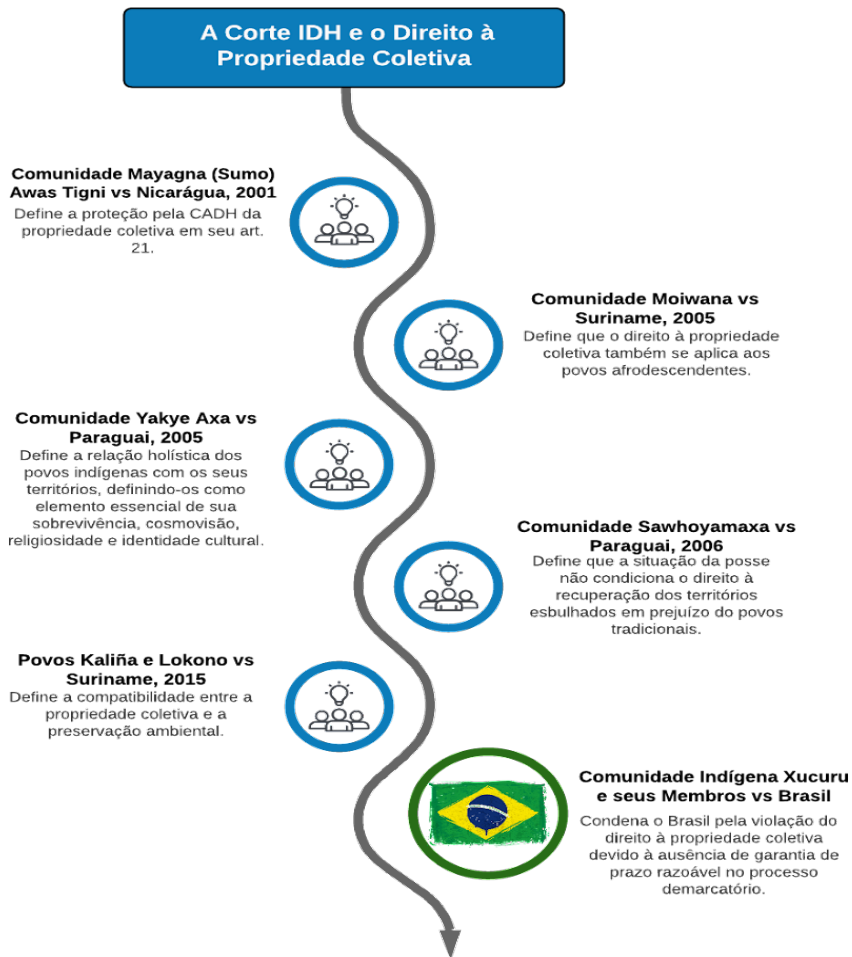 A Corte IDH e o Direito à
Propriedade Coletiva
Comunidade Mayagna (Sumo)
Awas Tigni vs Nicarágua, 2001
Define a proteção pela CADH da
propriedade coletiva em seu art.
21.
Comunidade Moiwana vs
Suriname, 2005
Define que o direito à propriedade
coletiva também se aplica aos
povos afrodescendentes.
Comunidade Yakye Axa vs
Paraguai, 2005
Define a relação holística dos
povos indígenas com os seus
territórios, definindo-os como
elemento essencial de sua
sobrevivência, cosmovisão,
religiosidade e identidade cultural.
Comunidade Sawhoyamaxa vs
Paraguai, 2006
Define que a situação da posse
não condiciona o direito à
recuperação dos territórios
esbulhados em prejuízo do povos
tradicionais.
Povos Kaliña e Lokono vs
Suriname, 2015
Define a compatibilidade entre a
propriedade coletiva e a
preservação ambiental.
Comunidade Indígena Xucuru
e seus Membros vs Brasil
Condena o Brasil pela violação do
direito à propriedade coletiva
devido à ausência de garantia de
prazo razoável no processo
demarcatório.